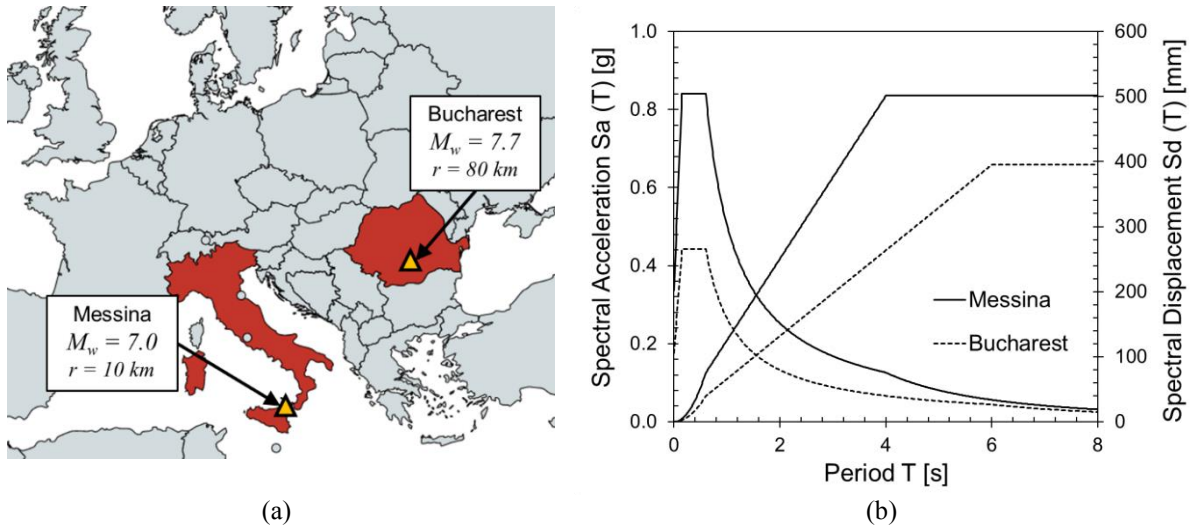 Bucharest
M_w = 7.7
r = 80 km
Messina
M_w = 7.0
r = 10 km
(a)
Spectral Acceleration Sa (T) [g]
1.0
0.8
0.6
0.4
0.2
0.0
600
500
400
300
200
100
0
Spectral Displacement Sd (T) [mm]
Messina
Bucharest
0 2 4 6 8
Period T [s]
(b)